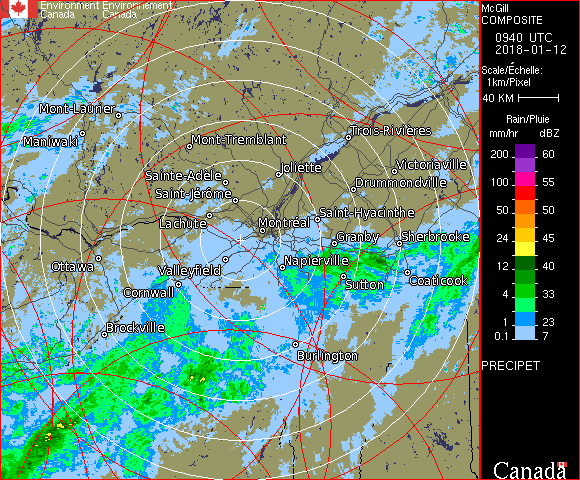 Environment Environnement
Canada Canada
McGill
COMPOSITE
0940 UTC
2018-01-12
Scale/Échelle:
1km/Pixel
40 KM
Rain/Pluie
mm/hr dBZ
200 60
150 57
100 55
50 50
24 45
12 40
4 33
1 23
0.1 7
PRECIPET
Canada
Mont-Laurier
Maniwaki
Mont-Tremblant
Trois-Rivières
Joliette
Victoriaville
Sainte-Adèle
Drummondville
Saint-Jérôme
Saint-Hyacinthe
Lachute
Montréal
Granby
Sherbrooke
Ottawa
Valleyfield
Napierville
Coaticook
Cornwall
Sutton
Brockville
Burlington